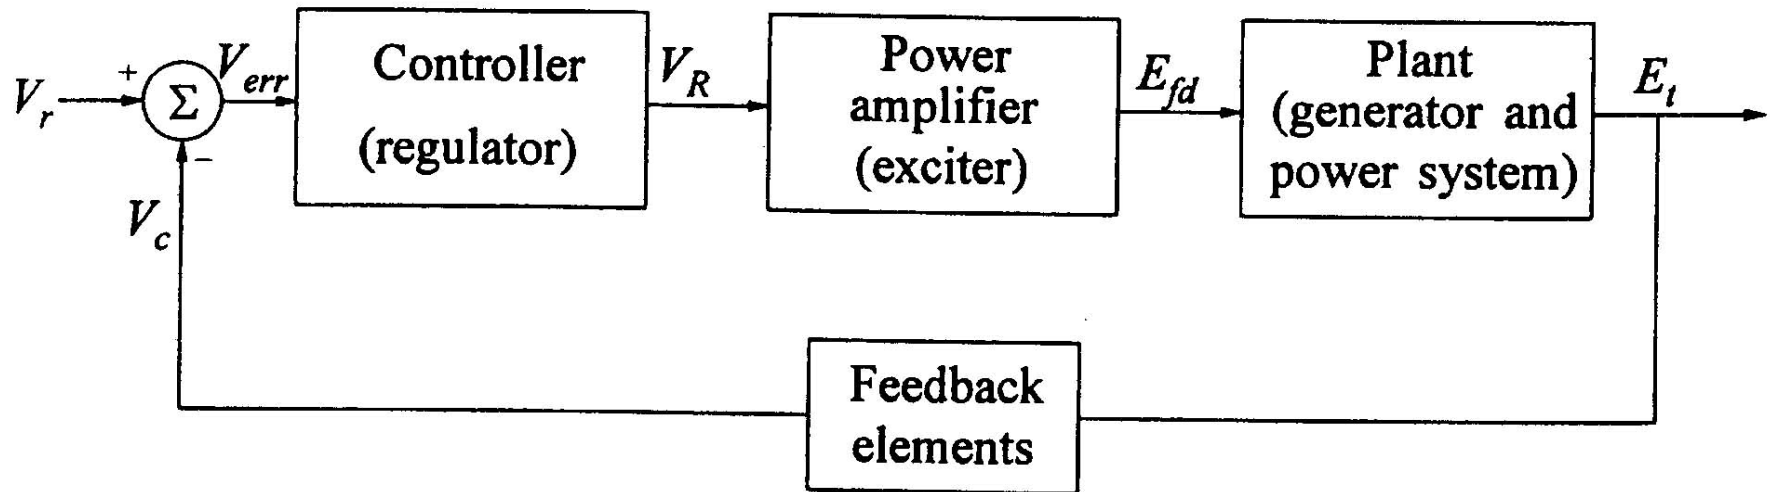 V_r
+
Σ
−
V_err
Controller
(regulator)
V_R
Power
amplifier
(exciter)
E_fd
Plant
(generator and
power system)
E_t
V_c
Feedback
elements